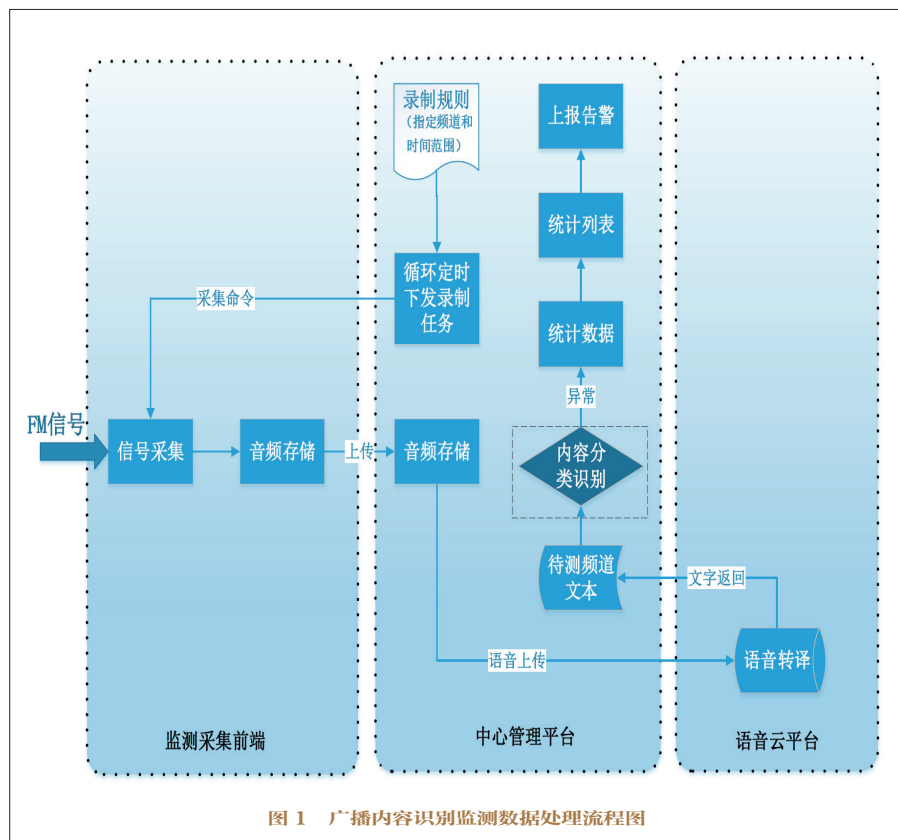 录制规则
（指定频道和
时间范围）
上报告警
统计列表
循环定时
下发录制
任务
采集命令
统计数据
异常
FM信号
信号采集
音频存储
上传
音频存储
内容分
类识别
待测频道
文本
文字返回
语音上传
语音转译
监测采集前端
中心管理平台
语音云平台
图 1 广播内容识别监测数据处理流程图